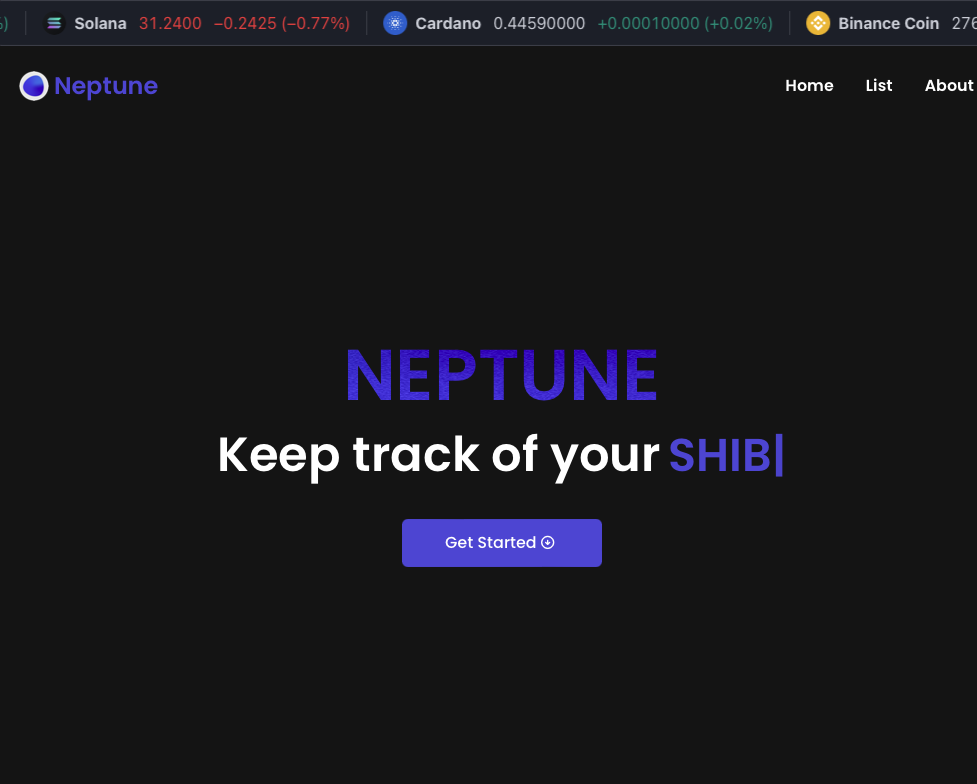 %) Solana 31.2400 −0.2425 (−0.77%) Cardano 0.44590000 +0.00010000 (+0.02%) Binance Coin 276
Neptune Home List About
NEPTUNE
Keep track of your SHIB|
Get Started